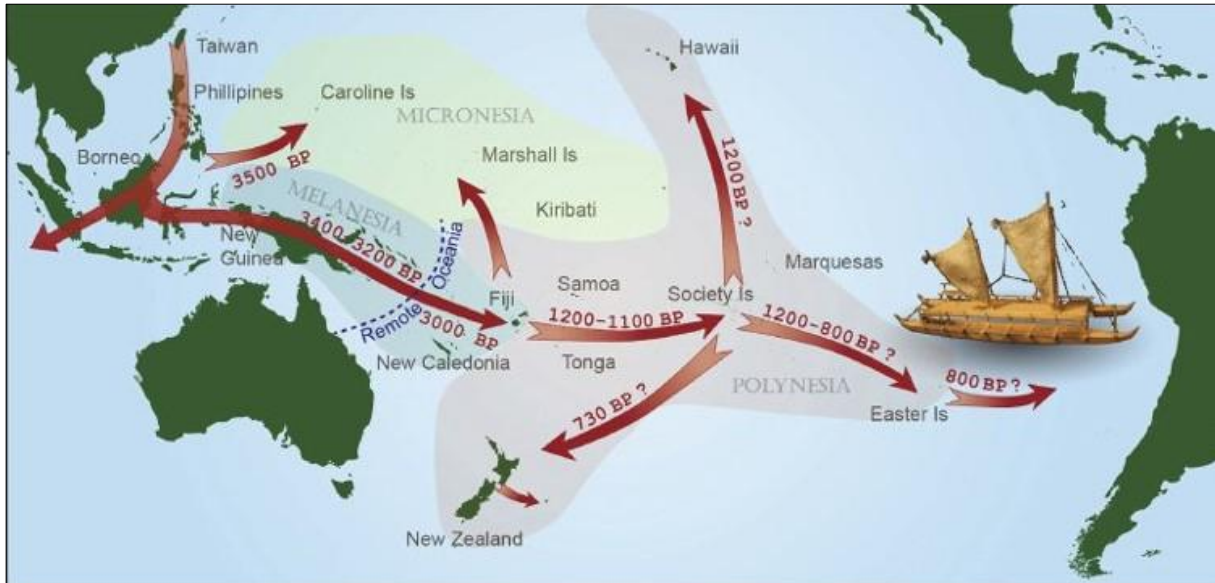 Taiwan
Hawaii
Phillipines
Caroline Is
MICRONESIA
Borneo
Marshall Is
3500 BP
MELANESIA
Kiribati
1200 BP ?
New
Guinea
3400-3200 BP
Remote Oceania
Marquesas
Samoa
Fiji
Society Is
3000 BP
1200-1100 BP
1200-800 BP ?
New Caledonia
Tonga
POLYNESIA
800 BP ?
Easter Is
730 BP ?
New Zealand